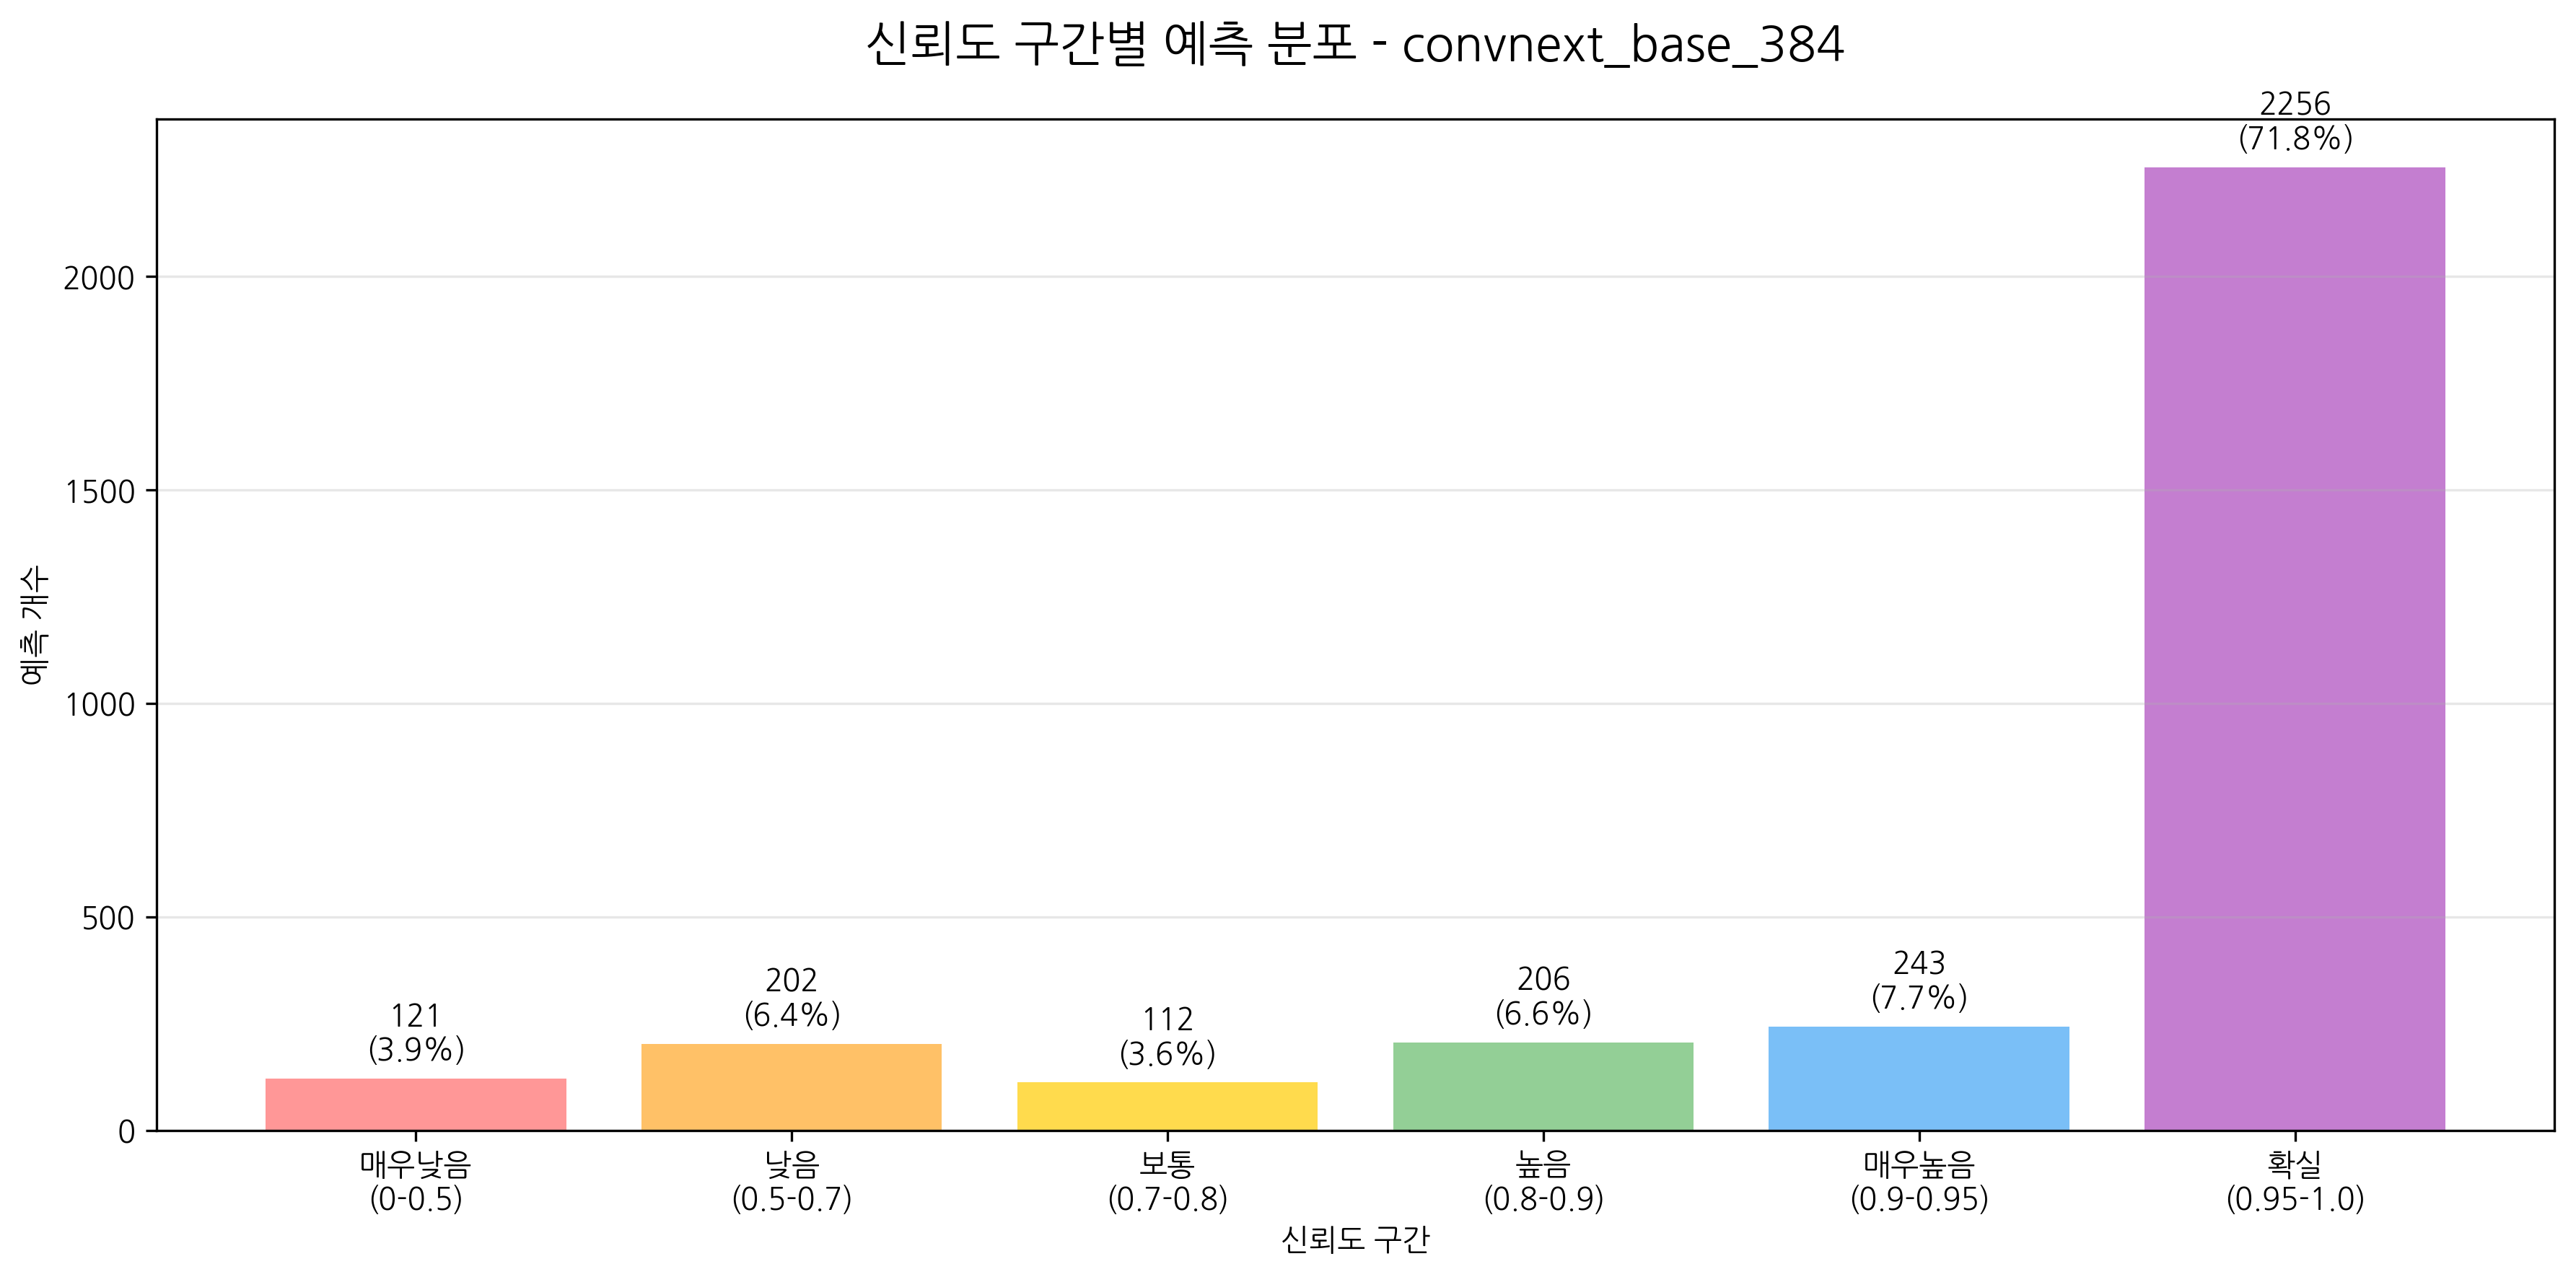 신뢰도 구간별 예측 분포 - convnext_base_384
2256
(71.8%)
2000
1500
1000
500
0
예측 개수
121
(3.9%)
202
(6.4%)
112
(3.6%)
206
(6.6%)
243
(7.7%)
매우낮음
(0-0.5)
낮음
(0.5-0.7)
보통
(0.7-0.8)
높음
(0.8-0.9)
매우높음
(0.9-0.95)
확실
(0.95-1.0)
신뢰도 구간